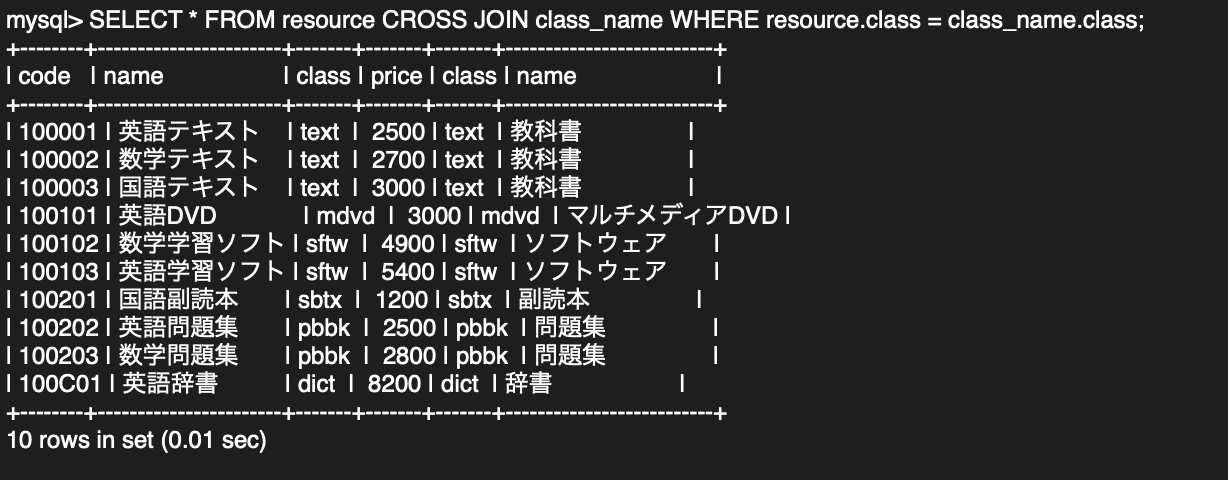 mysql> SELECT * FROM resource CROSS JOIN class_name WHERE resource.class = class_name.class;
+--------+-----------------------+-------+-------+-------+--------------------------+
| code   | name                  | class | price | class | name                     |
+--------+-----------------------+-------+-------+-------+--------------------------+
| 100001 | 英語テキスト | text | 2500 | text | 教科書 |
| 100002 | 数学テキスト | text | 2700 | text | 教科書 |
| 100003 | 国語テキスト | text | 3000 | text | 教科書 |
| 100101 | 英語DVD | mdvd | 3000 | mdvd | マルチメディアDVD |
| 100102 | 数学学習ソフト | sftw | 4900 | sftw | ソフトウェア |
| 100103 | 英語学習ソフト | sftw | 5400 | sftw | ソフトウェア |
| 100201 | 国語副読本 | sbtx | 1200 | sbtx | 副読本 |
| 100202 | 英語問題集 | pbbk | 2500 | pbbk | 問題集 |
| 100203 | 数学問題集 | pbbk | 2800 | pbbk | 問題集 |
| 100C01 | 英語辞書 | dict | 8200 | dict | 辞書 |
+--------+-----------------------+-------+-------+-------+--------------------------+
10 rows in set (0.01 sec)